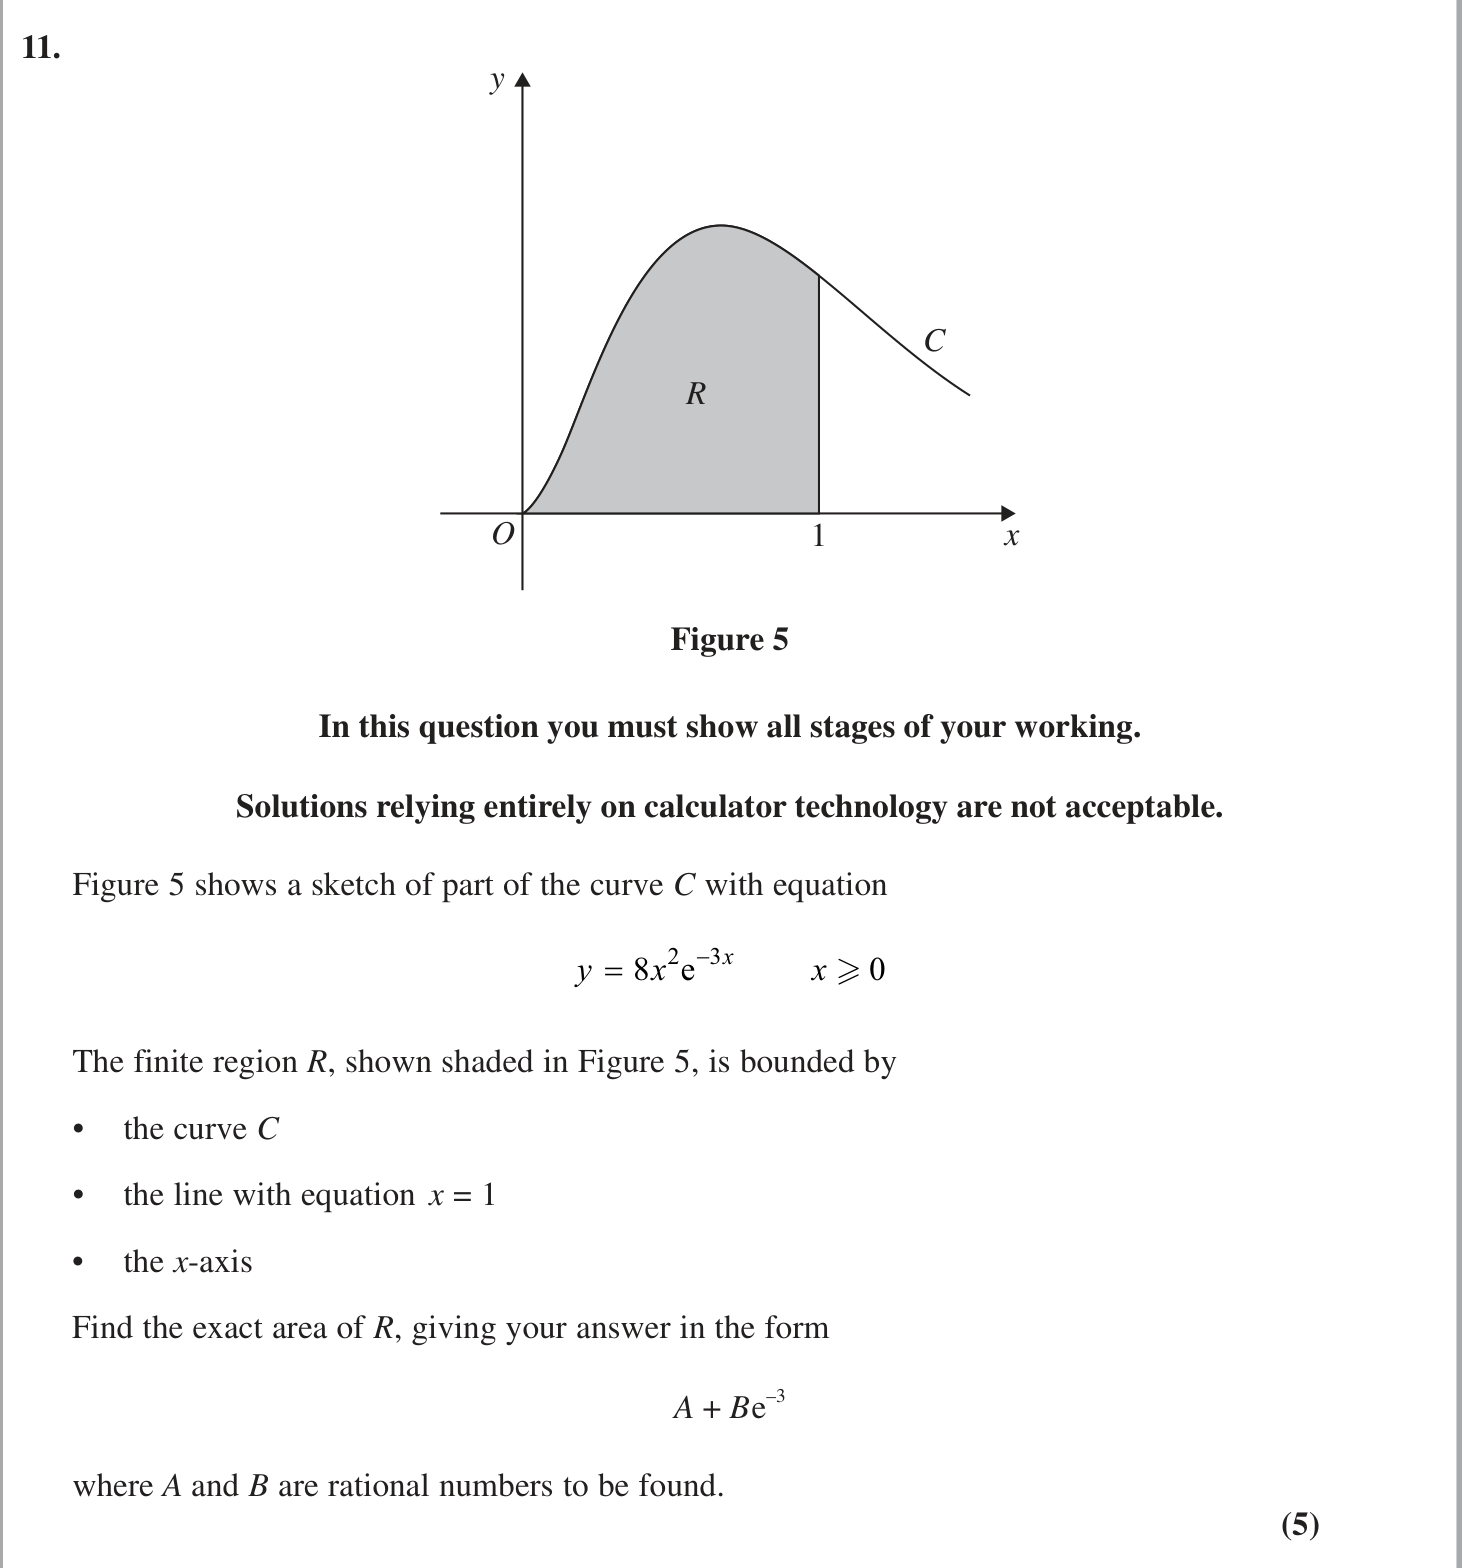 11.
y
C
R
O
1
x
Figure 5
In this question you must show all stages of your working.
Solutions relying entirely on calculator technology are not acceptable.
Figure 5 shows a sketch of part of the curve C with equation
y = 8x²e⁻³ˣ x ⩾ 0
The finite region R, shown shaded in Figure 5, is bounded by
• the curve C
• the line with equation x = 1
• the x-axis
Find the exact area of R, giving your answer in the form
A + Be⁻³
where A and B are rational numbers to be found.
(5)